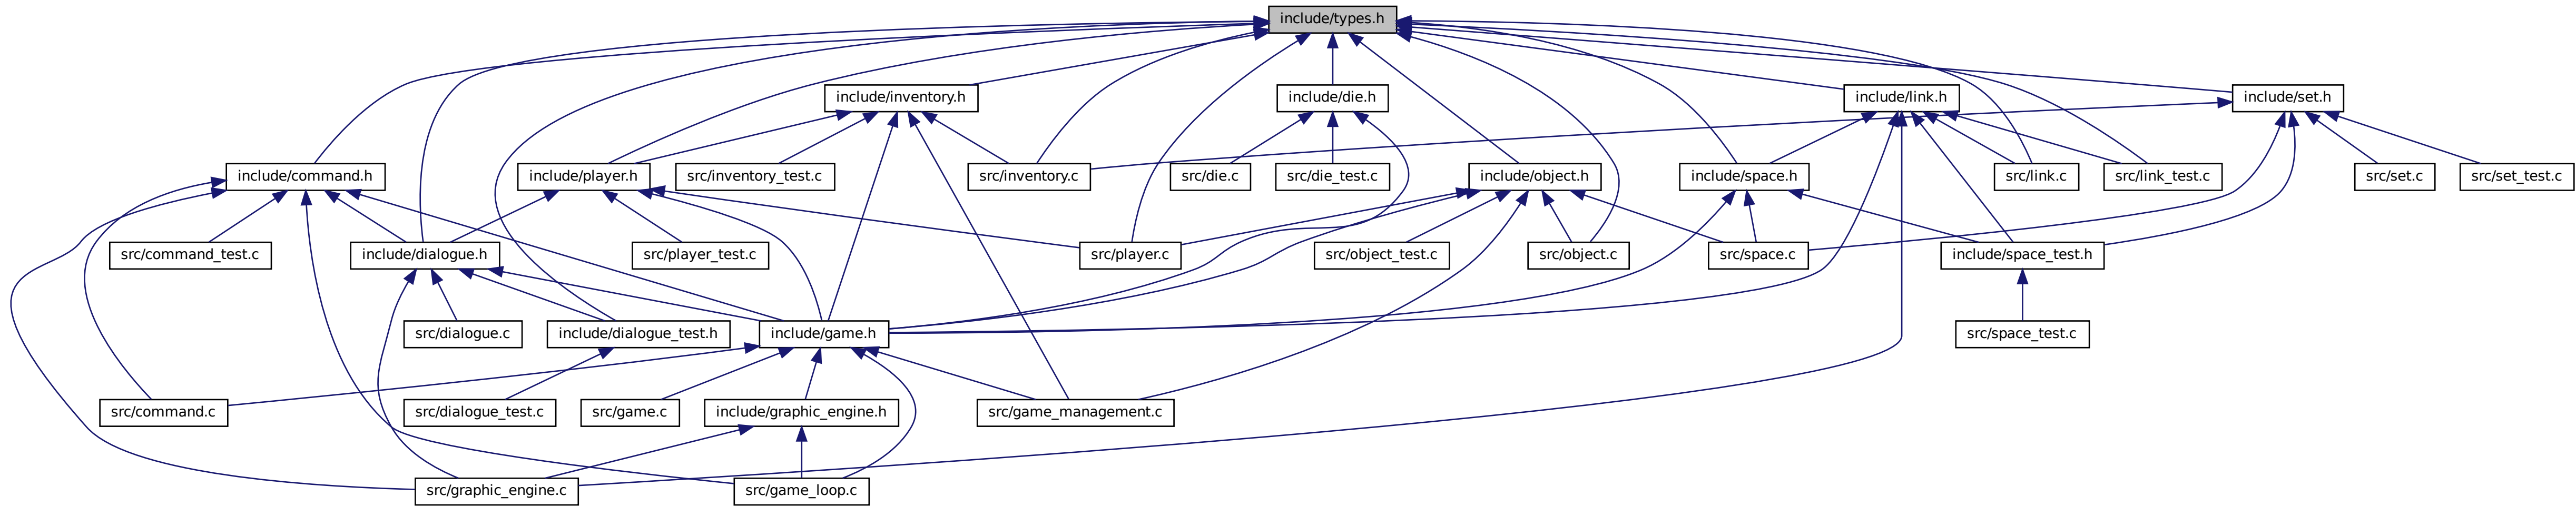 include/types.h
include/inventory.h
include/die.h
include/link.h
include/set.h
include/command.h
include/player.h
src/inventory_test.c
src/inventory.c
src/die.c
src/die_test.c
include/object.h
include/space.h
src/link.c
src/link_test.c
src/set.c
src/set_test.c
src/command_test.c
include/dialogue.h
src/player_test.c
src/player.c
src/object_test.c
src/object.c
src/space.c
include/space_test.h
src/dialogue.c
include/dialogue_test.h
include/game.h
src/space_test.c
src/command.c
src/dialogue_test.c
src/game.c
include/graphic_engine.h
src/game_management.c
src/graphic_engine.c
src/game_loop.c